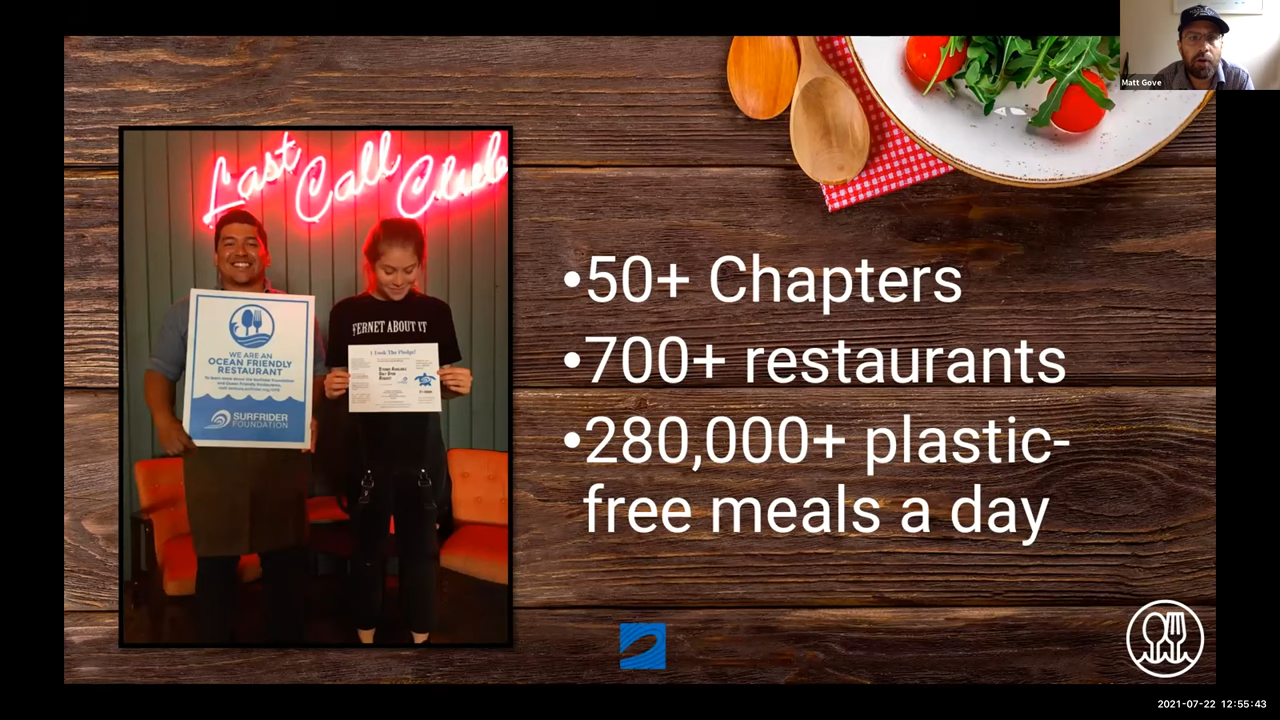 Matt Gove
Last Call Club
WE ARE AN
OCEAN FRIENDLY
RESTAURANT
SURFRIDER
FOUNDATION
FERNET ABOUT IT
I Took The Pledge!
•50+ Chapters
•700+ restaurants
•280,000+ plastic-
free meals a day
2021-07-22 12:55:43